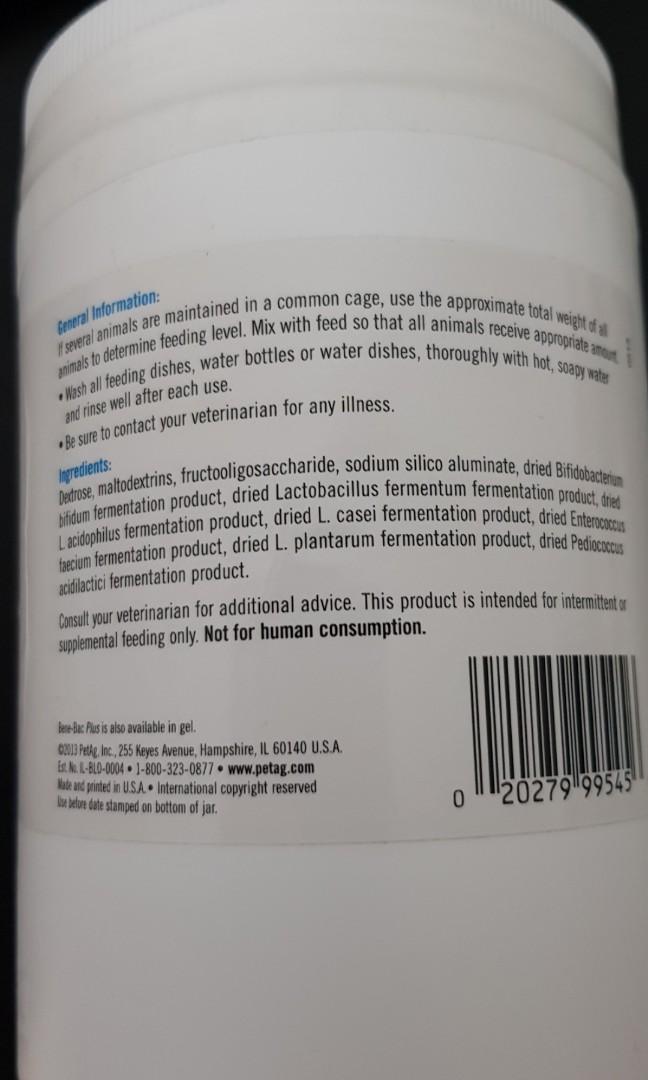 General Information:
If several animals are maintained in a common cage, use the approximate total weight of all
animals to determine feeding level. Mix with feed so that all animals receive appropriate amount.
• Wash all feeding dishes, water bottles or water dishes, thoroughly with hot, soapy water
and rinse well after each use.
• Be sure to contact your veterinarian for any illness.
Ingredients:
Dextrose, maltodextrins, fructooligosaccharide, sodium silico aluminate, dried Bifidobacterium
bifidum fermentation product, dried Lactobacillus fermentum fermentation product, dried
L. acidophilus fermentation product, dried L. casei fermentation product, dried Enterococcus
faecium fermentation product, dried L. plantarum fermentation product, dried Pediococcus
acidilactici fermentation product.
Consult your veterinarian for additional advice. This product is intended for intermittent or
supplemental feeding only. Not for human consumption.
Bene-Bac Plus is also available in gel.
©2013 PetAg, Inc., 255 Keyes Avenue, Hampshire, IL 60140 U.S.A.
Est. No. IL-BLO-0004 • 1-800-323-0877 • www.petag.com
Made and printed in U.S.A. • International copyright reserved
Use before date stamped on bottom of jar.
0 20279 99545